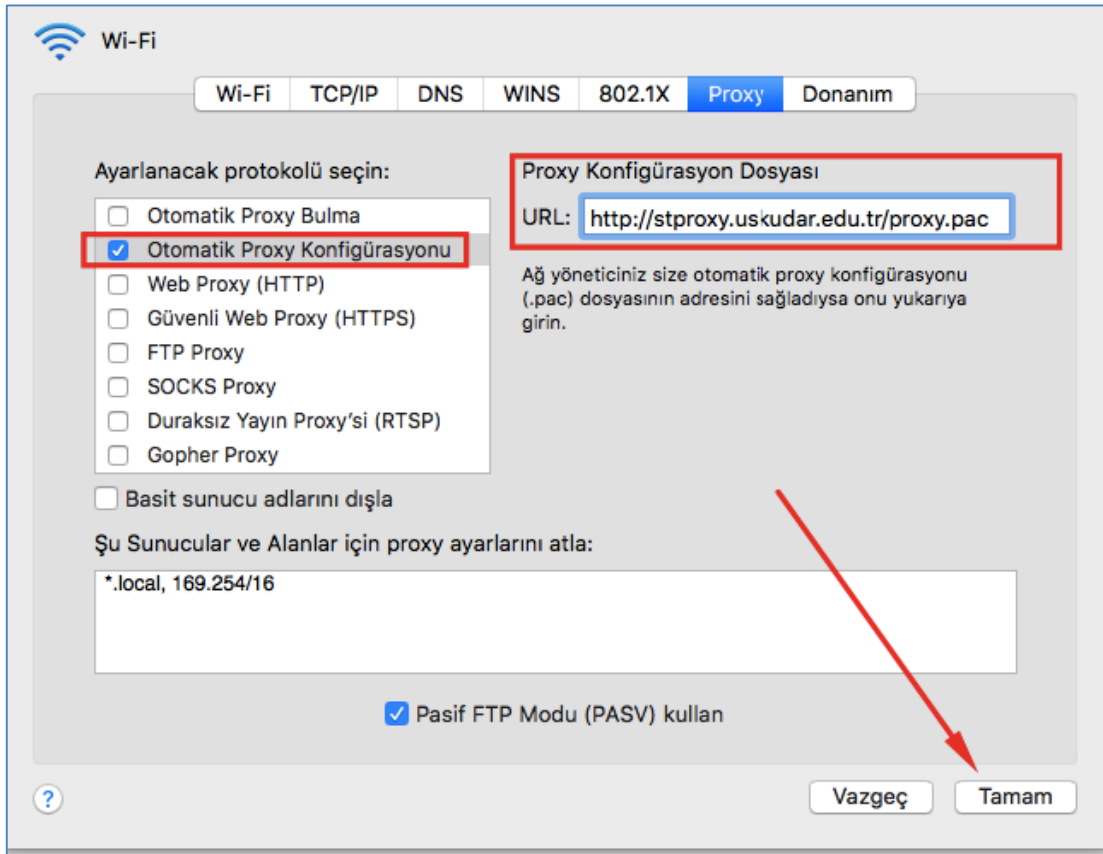 Wi-Fi
Wi-Fi TCP/IP DNS WINS 802.1X Proxy Donanım
Ayarlanacak protokolü seçin:
Otomatik Proxy Bulma
Otomatik Proxy Konfigürasyonu
Web Proxy (HTTP)
Güvenli Web Proxy (HTTPS)
FTP Proxy
SOCKS Proxy
Duraksız Yayın Proxy’si (RTSP)
Gopher Proxy
Proxy Konfigürasyon Dosyası
URL: http://stproxy.uskudar.edu.tr/proxy.pac
Ağ yöneticiniz size otomatik proxy konfigürasyonu
(.pac) dosyasının adresini sağladıysa onu yukarıya
girin.
Basit sunucu adlarını dışla
Şu Sunucular ve Alanlar için proxy ayarlarını atla:
*.local, 169.254/16
Pasif FTP Modu (PASV) kullan
?
Vazgeç Tamam